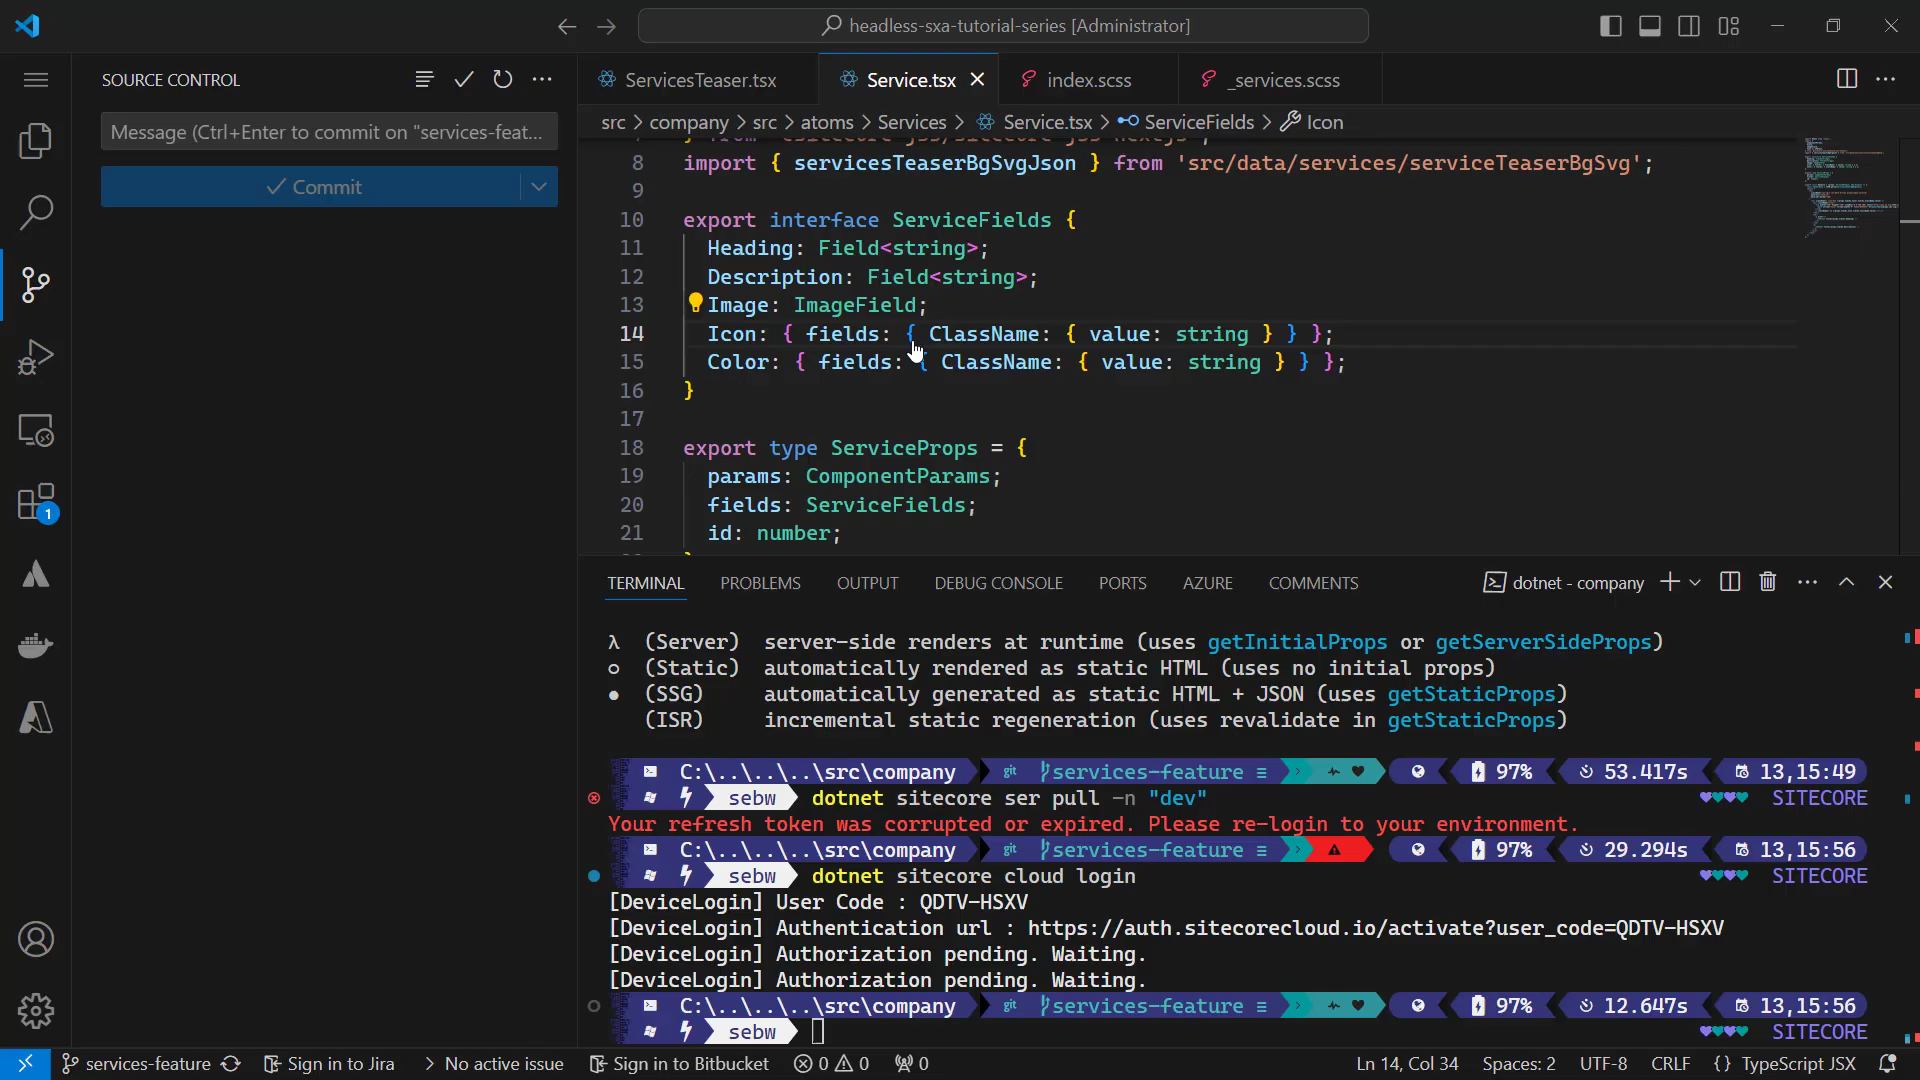 headless-sxa-tutorial-series [Administrator]
SOURCE CONTROL
Message (Ctrl+Enter to commit on "services-feat...
Commit
1
ServicesTeaser.tsx
Service.tsx
index.scss
_services.scss
src > company > src > atoms > Services > Service.tsx > ServiceFields > Icon
8 import { servicesTeaserBgSvgJson } from 'src/data/services/serviceTeaserBgSvg';
9
10 export interface ServiceFields {
11 Heading: Field<string>;
12 Description: Field<string>;
13 Image: ImageField;
14 Icon: { fields: { ClassName: { value: string } } };
15 Color: { fields: { ClassName: { value: string } } };
16 }
17
18 export type ServiceProps = {
19 params: ComponentParams;
20 fields: ServiceFields;
21 id: number;
TERMINAL PROBLEMS OUTPUT DEBUG CONSOLE PORTS AZURE COMMENTS
dotnet - company
λ (Server) server-side renders at runtime (uses getInitialProps or getServerSideProps)
○ (Static) automatically rendered as static HTML (uses no initial props)
● (SSG) automatically generated as static HTML + JSON (uses getStaticProps)
(ISR) incremental static regeneration (uses revalidate in getStaticProps)
C:\..\..\..\src\company git services-feature ≡ 97% 53.417s 13,15:49
sebw dotnet sitecore ser pull -n "dev" SITECORE
Your refresh token was corrupted or expired. Please re-login to your environment.
C:\..\..\..\src\company git services-feature ≡ 97% 29.294s 13,15:56
sebw dotnet sitecore cloud login SITECORE
[DeviceLogin] User Code : QDTV-HSXV
[DeviceLogin] Authentication url : https://auth.sitecorecloud.io/activate?user_code=QDTV-HSXV
[DeviceLogin] Authorization pending. Waiting.
[DeviceLogin] Authorization pending. Waiting.
C:\..\..\..\src\company git services-feature ≡ 97% 12.647s 13,15:56
sebw SITECORE
services-feature Sign in to Jira > No active issue Sign in to Bitbucket 0 0 0 Ln 14, Col 34 Spaces: 2 UTF-8 CRLF {} TypeScript JSX